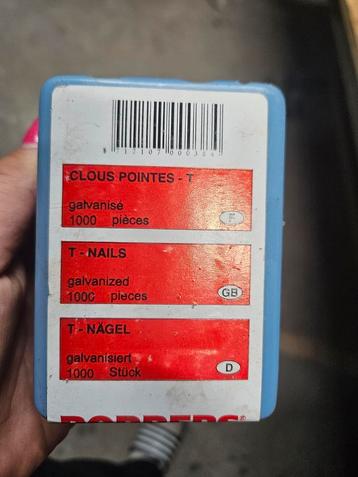 CLOUS POINTES - T
galvanisé
1000 pièces
F
T - NAILS
galvanized
1000 pieces
GB
T - NÄGEL
galvanisiert
1000 Stück
D